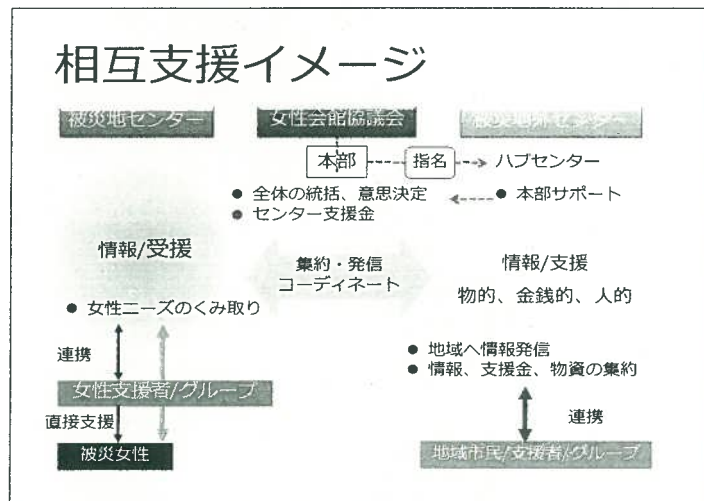 相互支援イメージ
被災地センター
女性会館協議会
被災地外センター
本部
指名
ハブセンター
● 全体の統括、意思決定
● センター支援金
● 本部サポート
情報/受援
集約・発信
コーディネート
情報/支援
物的、金銭的、人的
● 女性ニーズのくみ取り
連携
女性支援者/グループ
直接支援
被災女性
● 地域へ情報発信
● 情報、支援金、物資の集約
連携
地域市民/支援者/グループ